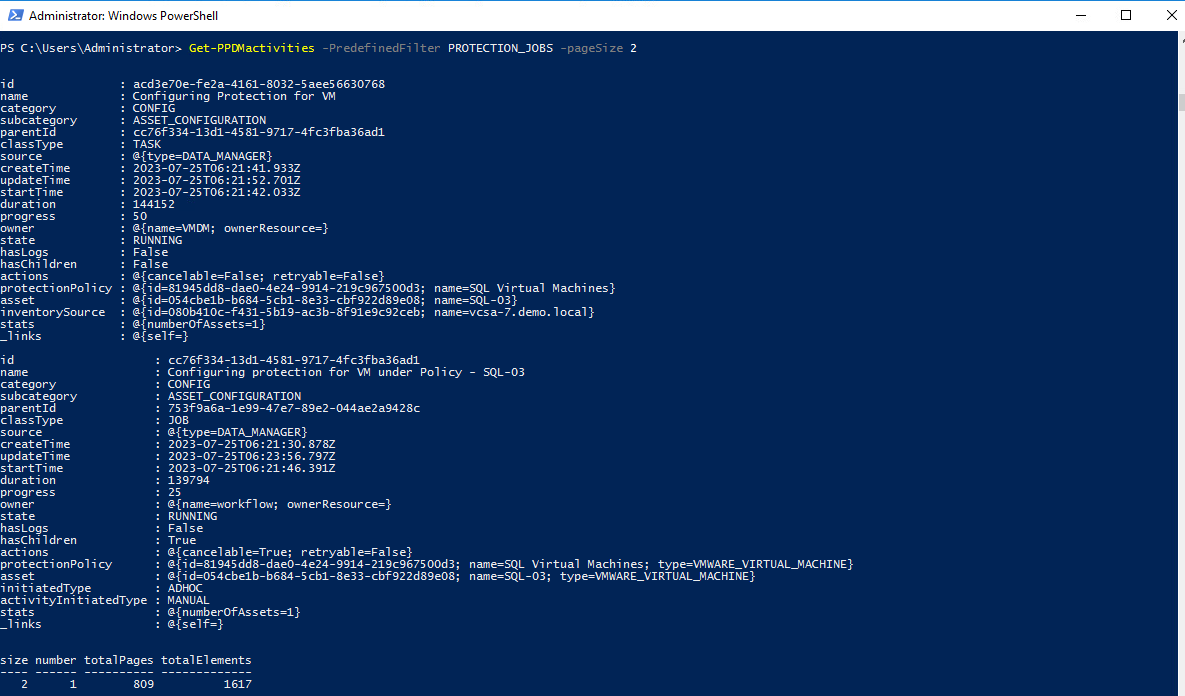 Administrator: Windows PowerShell
PS C:\Users\Administrator> Get-PPDMactivities -PredefinedFilter PROTECTION_JOBS -pageSize 2
id : acd3e70e-fe2a-4161-8032-5aee56630768
name : Configuring Protection for VM
category : CONFIG
subcategory : ASSET_CONFIGURATION
parentId : cc76f334-13d1-4581-9717-4fc3fba36ad1
classType : TASK
source : @{type=DATA_MANAGER}
createTime : 2023-07-25T06:21:41.933Z
updateTime : 2023-07-25T06:21:52.701Z
startTime : 2023-07-25T06:21:42.033Z
duration : 144152
progress : 50
owner : @{name=VMDM; ownerResource=}
state : RUNNING
hasLogs : False
hasChildren : False
actions : @{cancelable=False; retryable=False}
protectionPolicy : @{id=81945dd8-dae0-4e24-9914-219c967500d3; name=SQL Virtual Machines}
asset : @{id=054cbe1b-b684-5cb1-8e33-cbf922d89e08; name=SQL-03}
inventorySource : @{id=080b410c-f431-5b19-ac3b-8f91e9c92ceb; name=vcsa-7.demo.local}
stats : @{numberOfAssets=1}
_links : @{self=}
id : cc76f334-13d1-4581-9717-4fc3fba36ad1
name : Configuring protection for VM under Policy - SQL-03
category : CONFIG
subcategory : ASSET_CONFIGURATION
parentId : 753f9a6a-1e99-47e7-89e2-044ae2a9428c
classType : JOB
source : @{type=DATA_MANAGER}
createTime : 2023-07-25T06:21:30.878Z
updateTime : 2023-07-25T06:23:56.797Z
startTime : 2023-07-25T06:21:46.391Z
duration : 139794
progress : 25
owner : @{name=workflow; ownerResource=}
state : RUNNING
hasLogs : False
hasChildren : True
actions : @{cancelable=True; retryable=False}
protectionPolicy : @{id=81945dd8-dae0-4e24-9914-219c967500d3; name=SQL Virtual Machines; type=VMWARE_VIRTUAL_MACHINE}
asset : @{id=054cbe1b-b684-5cb1-8e33-cbf922d89e08; name=SQL-03; type=VMWARE_VIRTUAL_MACHINE}
initiatedType : ADHOC
activityInitiatedType : MANUAL
stats : @{numberOfAssets=1}
_links : @{self=}
size number totalPages totalElements
---- ------ ---------- -------------
2 1 809 1617